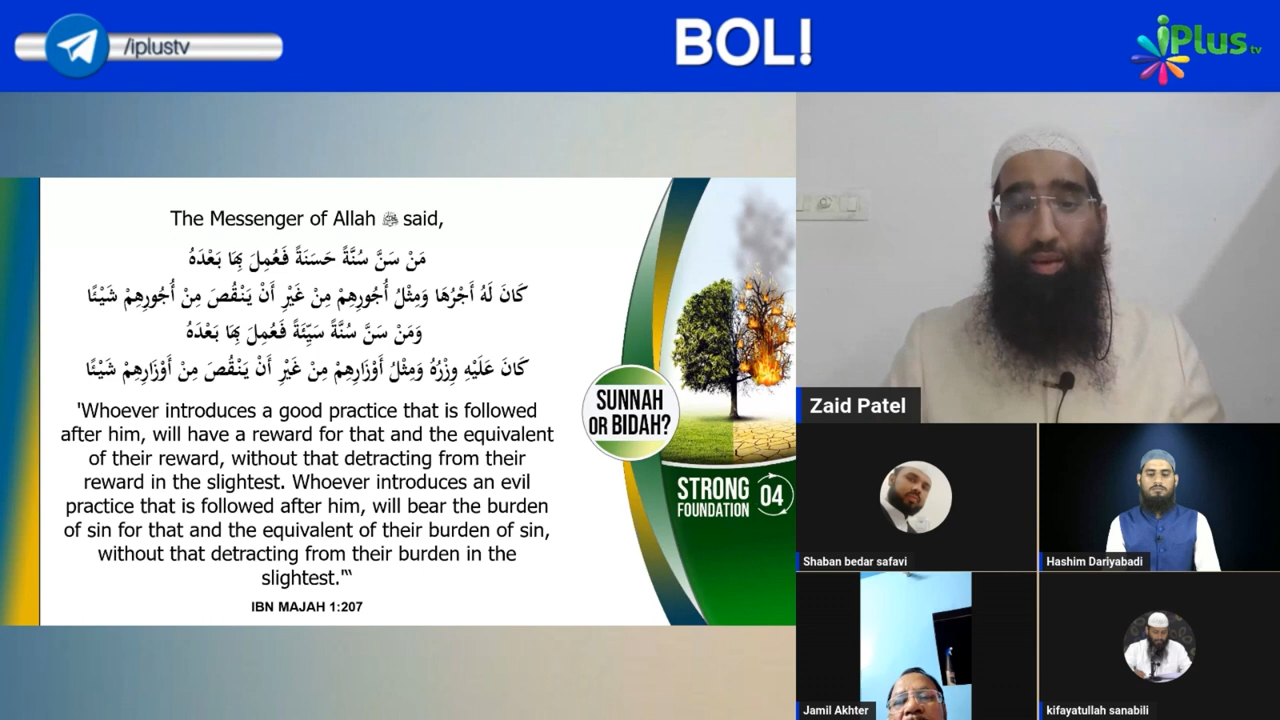 /iplustv
BOL!
iPlus tv
The Messenger of Allah ﷺ said,
مَنْ سَنَّ سُنَّةً حَسَنَةً فَعُمِلَ بِهَا بَعْدَهُ
كَانَ لَهُ أَجْرُهَا وَمِثْلُ أُجُورِهِمْ مِنْ غَيْرِ أَنْ يَنْقُصَ مِنْ أُجُورِهِمْ شَيْئًا
وَمَنْ سَنَّ سُنَّةً سَيِّئَةً فَعُمِلَ بِهَا بَعْدَهُ
كَانَ عَلَيْهِ وِزْرُهُ وَمِثْلُ أَوْزَارِهِمْ مِنْ غَيْرِ أَنْ يَنْقُصَ مِنْ أَوْزَارِهِمْ شَيْئًا
'Whoever introduces a good practice that is followed
after him, will have a reward for that and the equivalent
of their reward, without that detracting from their
reward in the slightest. Whoever introduces an evil
practice that is followed after him, will bear the burden
of sin for that and the equivalent of their burden of sin,
without that detracting from their burden in the
slightest."'
IBN MAJAH 1:207
SUNNAH
OR BIDAH?
STRONG
FOUNDATION
04
Zaid Patel
Shaban bedar safavi
Hashim Dariyabadi
Jamil Akhter
kifayatullah sanabili